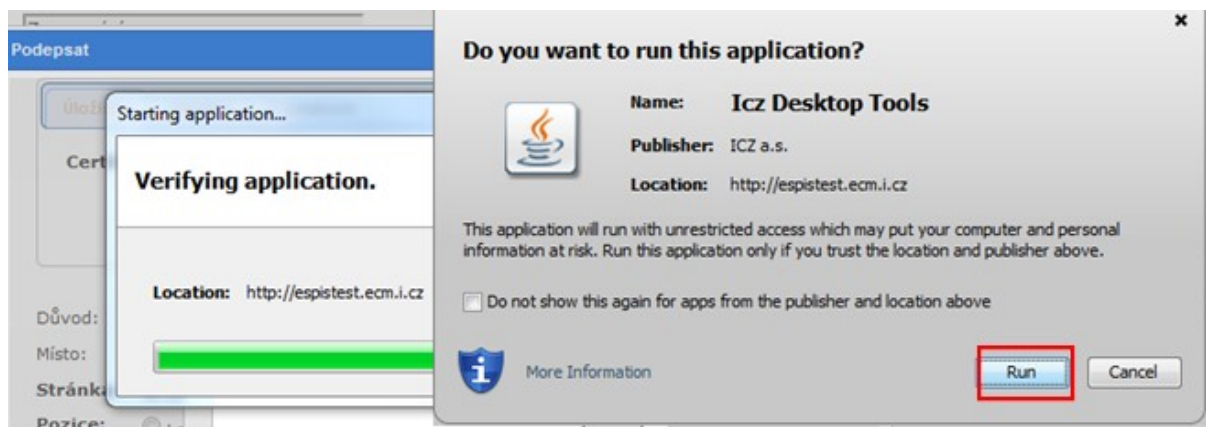 Podepsat
Starting application...
Verifying application.
Location: http://espistest.ecm.i.cz
Důvod:
Místo:
Pozice:
Do you want to run this application?
Name: Icz Desktop Tools
Publisher: ICZ a.s.
Location: http://espistest.ecm.i.cz
This application will run with unrestricted access which may put your computer and personal
information at risk. Run this application only if you trust the location and publisher above.
Do not show this again for apps from the publisher and location above
More Information
Run
Cancel